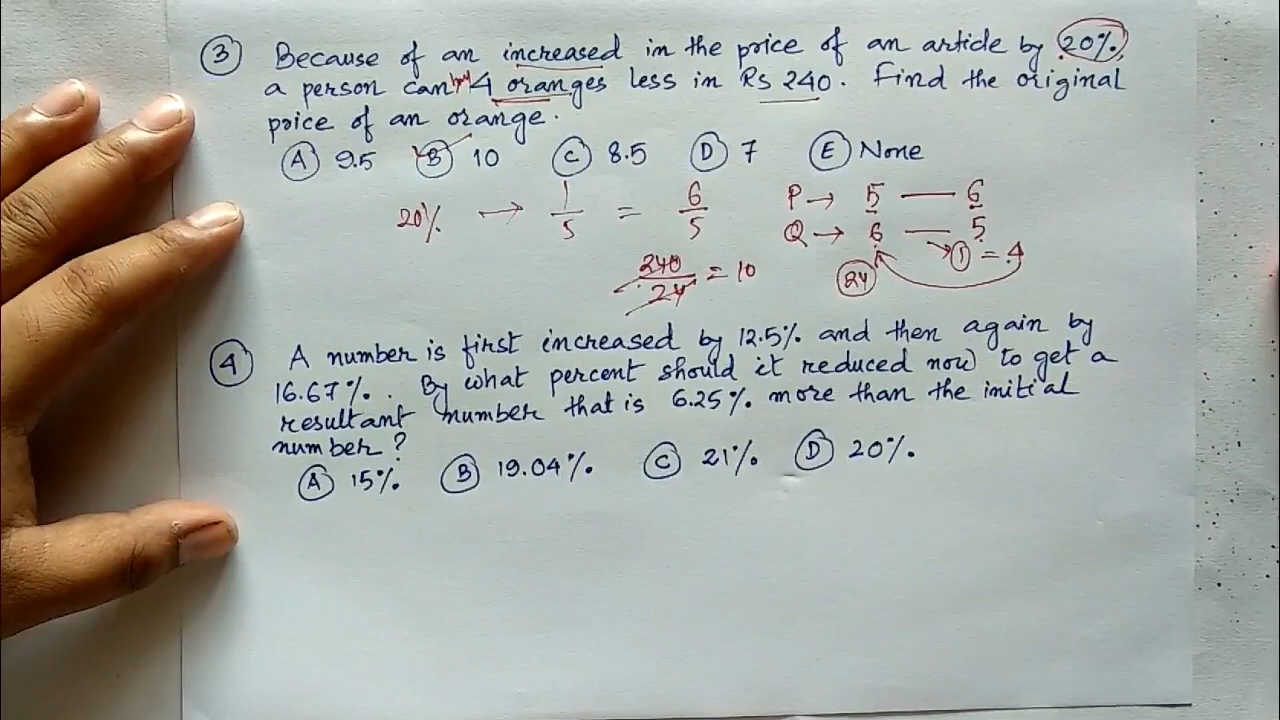 3 Because of an increased in the price of an article by 20%.
a person can buy 4 oranges less in Rs 240. Find the original
price of an orange.
A 9.5 B 10 C 8.5 D 7 E None
20% → 1/5 = 6/5
P → 5 — 6
Q → 6 — 5
→ 1 = 4
24
240/24 = 10
4 A number is first increased by 12.5% and then again by
16.67%. By what percent should it reduced now to get a
resultant number that is 6.25% more than the initial
number?
A 15% B 19.04% C 21% D 20%.